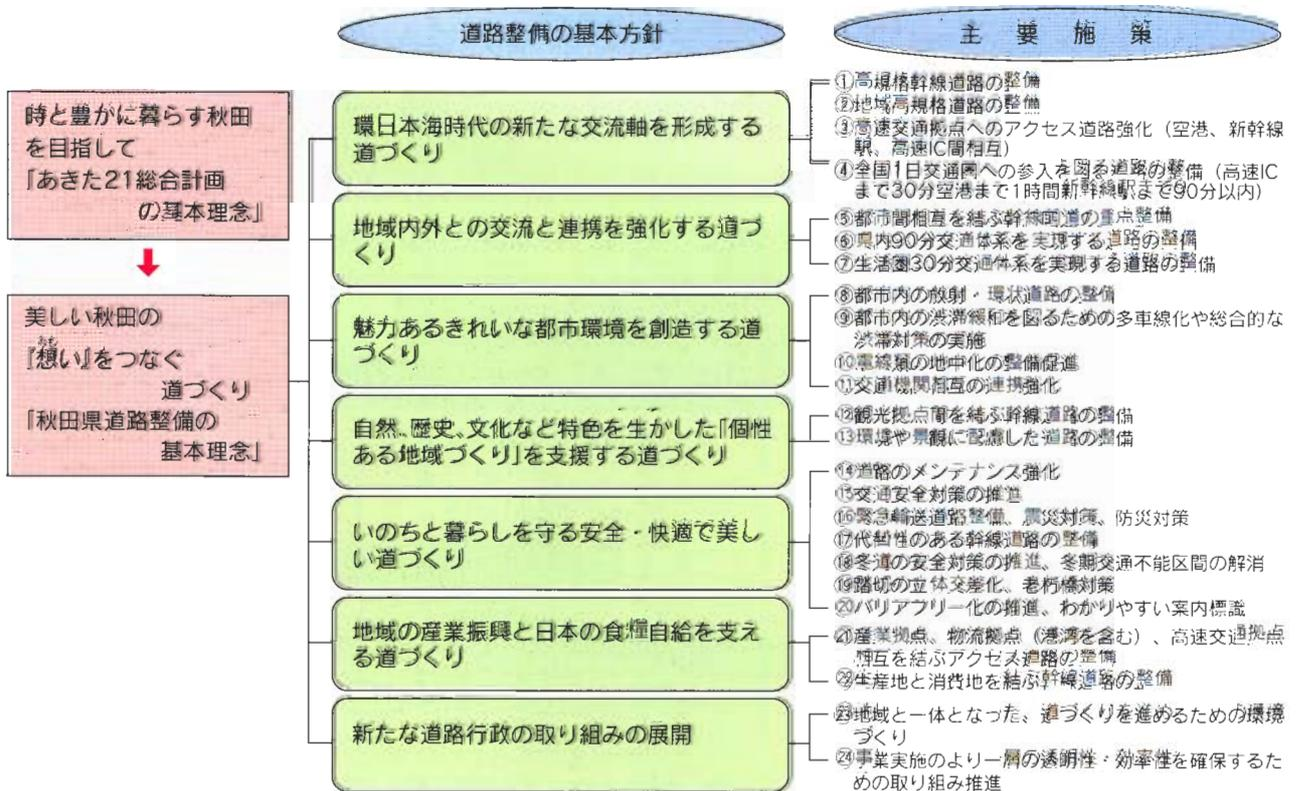 道路整備の基本方針
主要施策
時と豊かに暮らす秋田
を目指して
「あきた21総合計画
の基本理念」
美しい秋田の
『想い』をつなぐ
おも
道づくり
「秋田県道路整備の
基本理念」
環日本海時代の新たな交流軸を形成する
道づくり
地域内外との交流と連携を強化する道づ
くり
魅力あるきれいな都市環境を創造する道
づくり
自然、歴史、文化など特色を生かした「個性
ある地域づくり」を支援する道づくり
いのちと暮らしを守る安全・快適で美し
い道づくり
地域の産業振興と日本の食糧自給を支え
る道づくり
新たな道路行政の取り組みの展開
①高規格幹線道路の整備
②地域高規格道路の整備
③高速交通拠点へのアクセス道路強化（空港、新幹線
駅、高速IC間相互）
④全国1日交通圏への参入を図る道路の整備（高速IC
まで30分空港まで1時間新幹線駅まで90分以内）
⑤都市間相互を結ぶ幹線国道の重点整備
⑥県内90分交通体系を実現する道路の整備
⑦生活圏30分交通体系を実現する道路の整備
⑧都市内の放射・環状道路の整備
⑨都市内の渋滞緩和を図るための多車線化や総合的な
渋滞対策の実施
⑩電線類の地中化の整備促進
⑪交通機関相互の連携強化
⑫観光拠点間を結ぶ幹線道路の整備
⑬環境や景観に配慮した道路の整備
⑭道路のメンテナンス強化
⑮交通安全対策の推進
⑯緊急輸送道路整備、震災対策、防災対策
⑰代替性のある幹線道路の整備
⑱冬道の安全対策の推進、冬期交通不能区間の解消
⑲踏切の立体交差化、老朽橋対策
⑳バリアフリー化の推進、わかりやすい案内標識
㉑産業拠点、物流拠点（港湾を含む）、高速交通拠点
相互を結ぶアクセス道路の整備
㉒生産地と消費地を結ぶ幹線道路の整備
㉓地域と一体となった、道づくりを進めるための環境
づくり
㉔事業実施のより一層の透明性・効率性を確保するた
めの取り組み推進